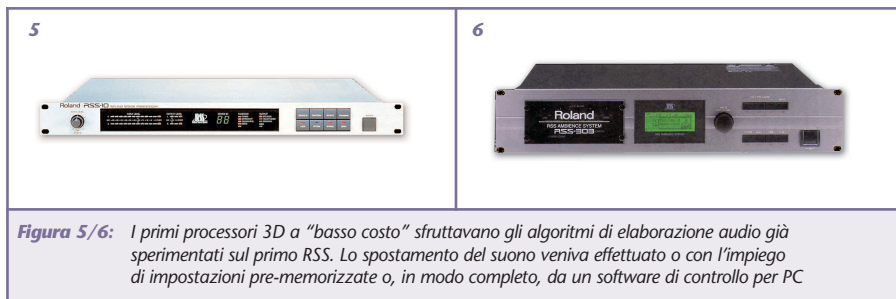 5
6
Roland RSS-10
RSS
88
Roland
RSS AMBIENCE SYSTEM
RSS-303
Figura 5/6: I primi processori 3D a “basso costo” sfruttavano gli algoritmi di elaborazione audio già
sperimentati sul primo RSS. Lo spostamento del suono veniva effettuato o con l’impiego
di impostazioni pre-memorizzate o, in modo completo, da un software di controllo per PC